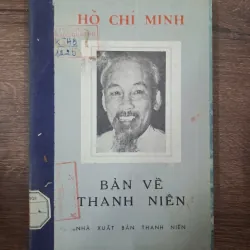 HỒ CHÍ MINH
BÀN VỀ
THANH NIÊN
NHÀ XUẤT BẢN THANH NIÊN